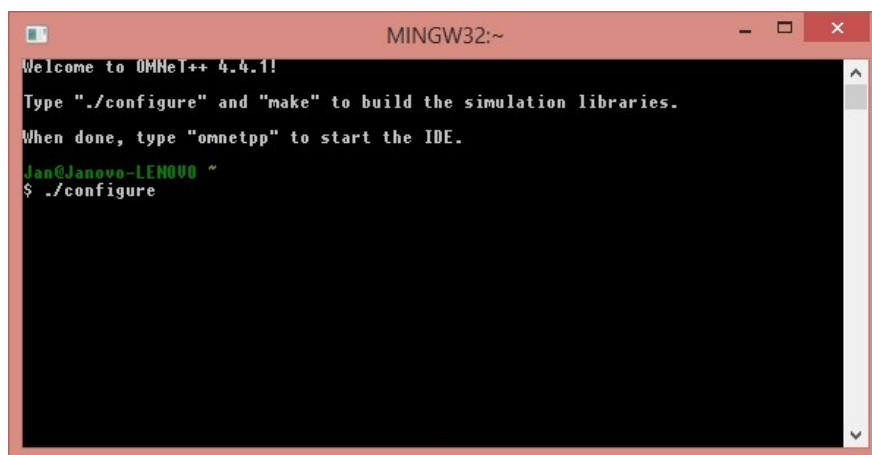 MINGW32:~
Welcome to OMNeT++ 4.4.1!
Type "./configure" and "make" to build the simulation libraries.
When done, type "omnetpp" to start the IDE.
Jan@Janovo-LENOVO ~
$ ./configure